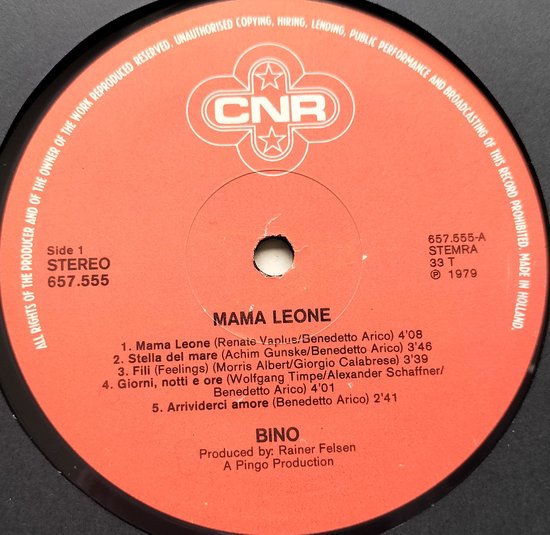 ALL RIGHTS OF THE PRODUCER AND OF THE OWNER OF THE WORK REPRODUCED RESERVED. UNAUTHORISED COPYING, HIRING, LENDING, PUBLIC PERFORMANCE AND BROADCASTING OF THIS RECORD PROHIBITED. MADE IN HOLLAND.
CNR
Side 1
STEREO
657.555
657.555-A
STEMRA
33 T
℗ 1979
MAMA LEONE
1. Mama Leone (Renate Vaplus/Benedetto Arico) 4'08
2. Stella del mare (Achim Gunske/Benedetto Arico) 3'46
3. Fili (Feelings) (Morris Albert/Giorgio Calabrese) 3'39
4. Giorni, notti e ore (Wolfgang Timpe/Alexander Schaffner/
Benedetto Arico) 4'01
5. Arrividerci amore (Benedetto Arico) 2'41
BINO
Produced by: Rainer Felsen
A Pingo Production